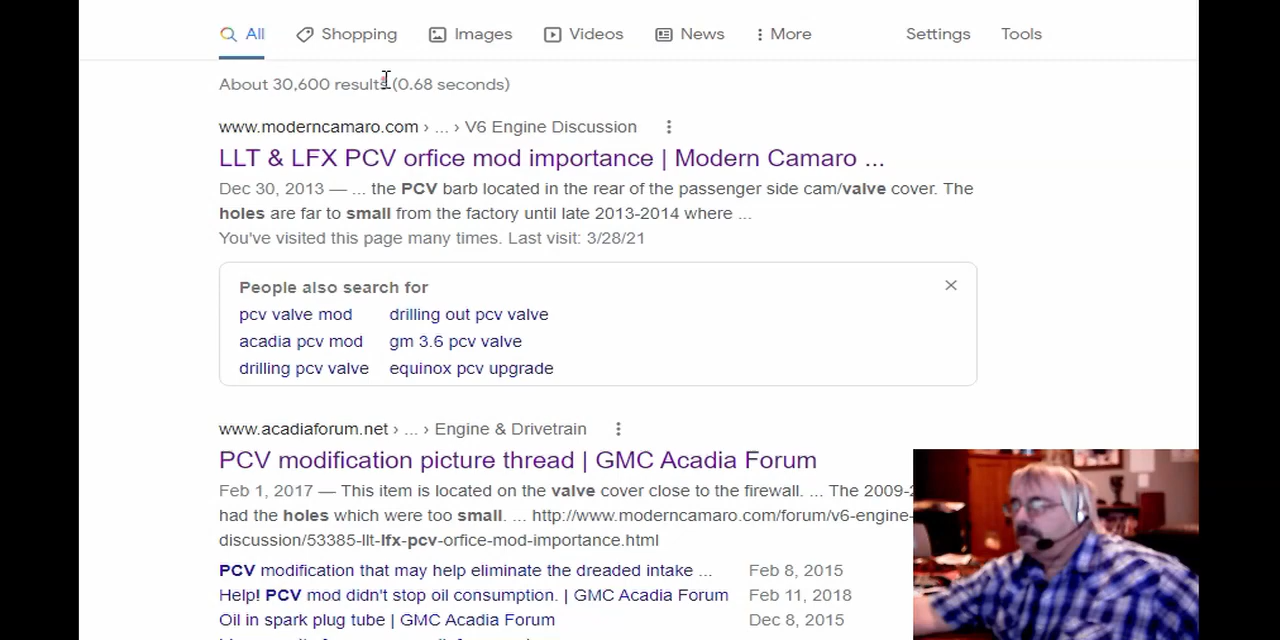 All Shopping Images Videos News More Settings Tools
About 30,600 results (0.68 seconds)
www.moderncamaro.com › ... › V6 Engine Discussion
LLT & LFX PCV orfice mod importance | Modern Camaro ...
Dec 30, 2013 — ... the PCV barb located in the rear of the passenger side cam/valve cover. The
holes are far to small from the factory until late 2013-2014 where ...
You've visited this page many times. Last visit: 3/28/21
People also search for
pcv valve mod drilling out pcv valve
acadia pcv mod gm 3.6 pcv valve
drilling pcv valve equinox pcv upgrade
www.acadiaforum.net › ... › Engine & Drivetrain
PCV modification picture thread | GMC Acadia Forum
Feb 1, 2017 — This item is located on the valve cover close to the firewall. ... The 2009-
had the holes which were too small. ... http://www.moderncamaro.com/forum/v6-engine-
discussion/53385-llt-lfx-pcv-orfice-mod-importance.html
PCV modification that may help eliminate the dreaded intake ... Feb 8, 2015
Help! PCV mod didn't stop oil consumption. | GMC Acadia Forum Feb 11, 2018
Oil in spark plug tube | GMC Acadia Forum Dec 8, 2015